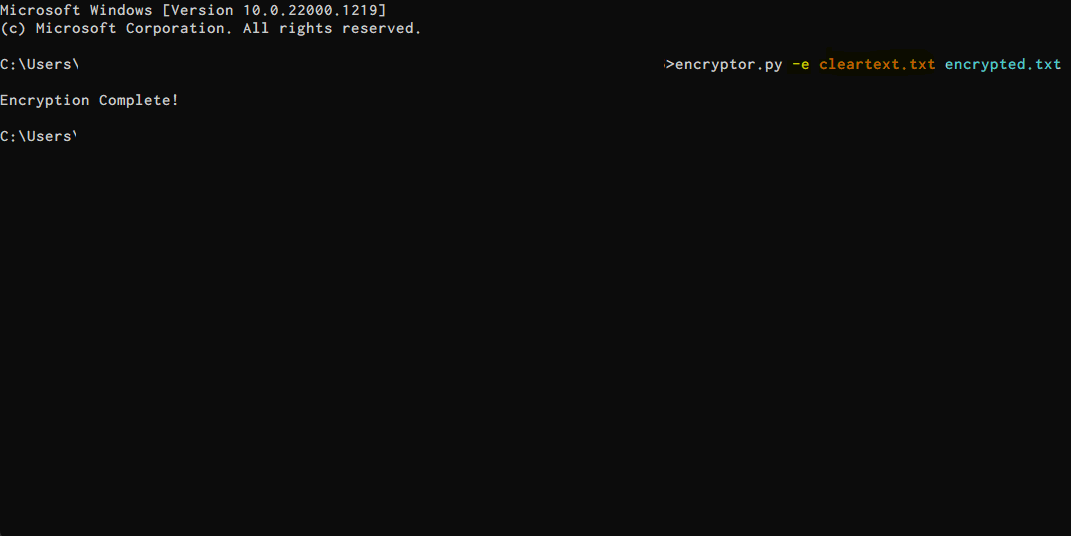 Microsoft Windows [Version 10.0.22000.1219]
(c) Microsoft Corporation. All rights reserved.
C:\Users\ >encryptor.py -e cleartext.txt encrypted.txt
Encryption Complete!
C:\Users\